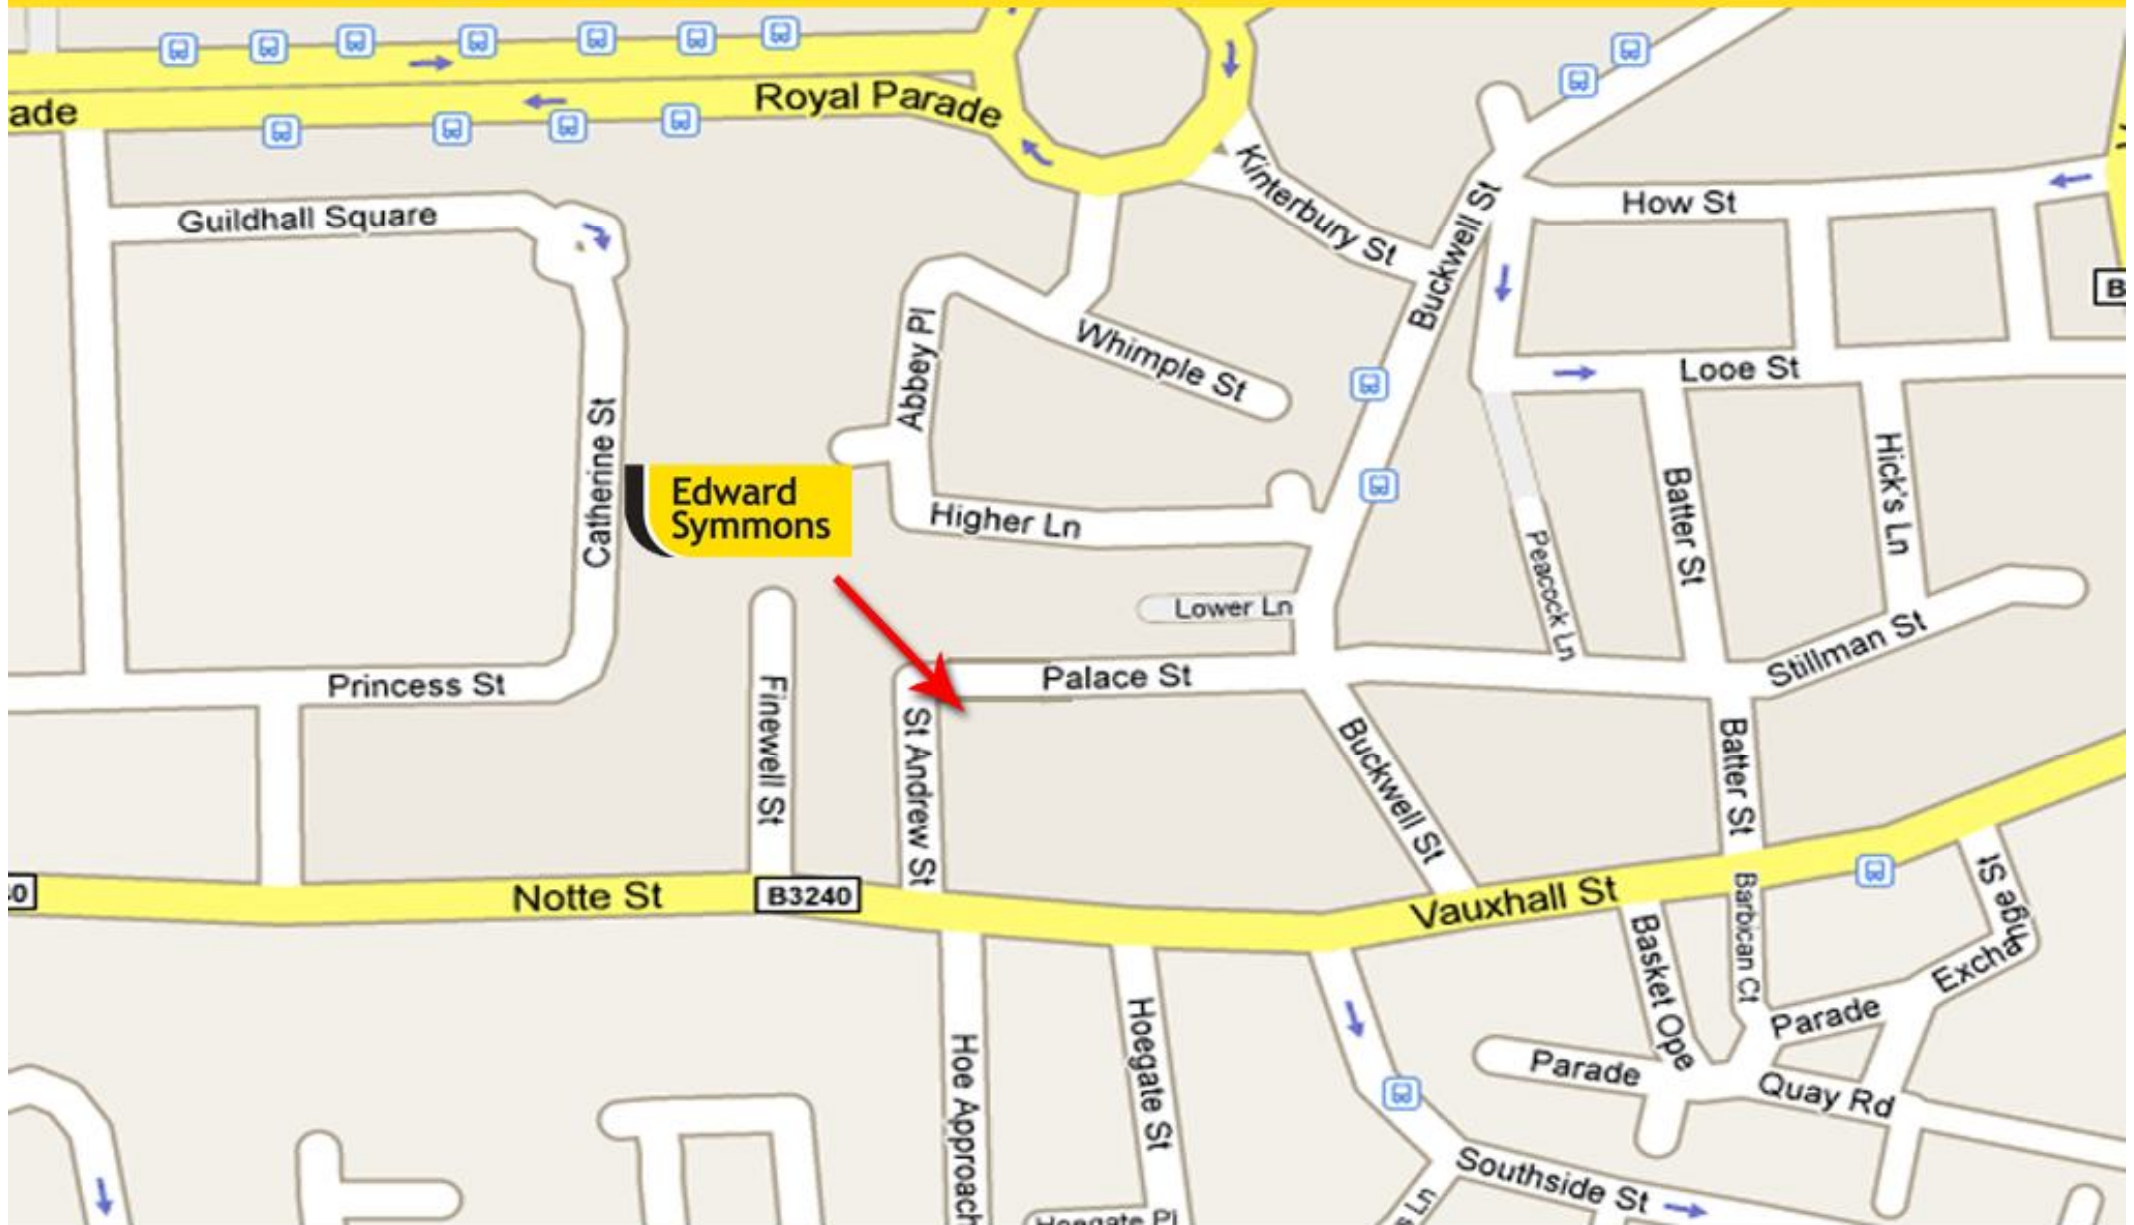 Royal Parade
ade
Kinterbury St
Buckwell St
How St
Guildhall Square
B
Whimple St
Abbey Pl
Looe St
Catherine St
Edward
Symmons
Higher Ln
Batter St
Hick's Ln
Peacock Ln
Lower Ln
Stillman St
Princess St
Palace St
Finewell St
St Andrew St
Buckwell St
Batter St
Notte St
B3240
Vauxhall St
Barbican Ct
Basket Ope
Exchange St
Parade
Parade
Quay Rd
Hoe Approach
Hoegate St
Southside St
s Ln
Hoegate Pl